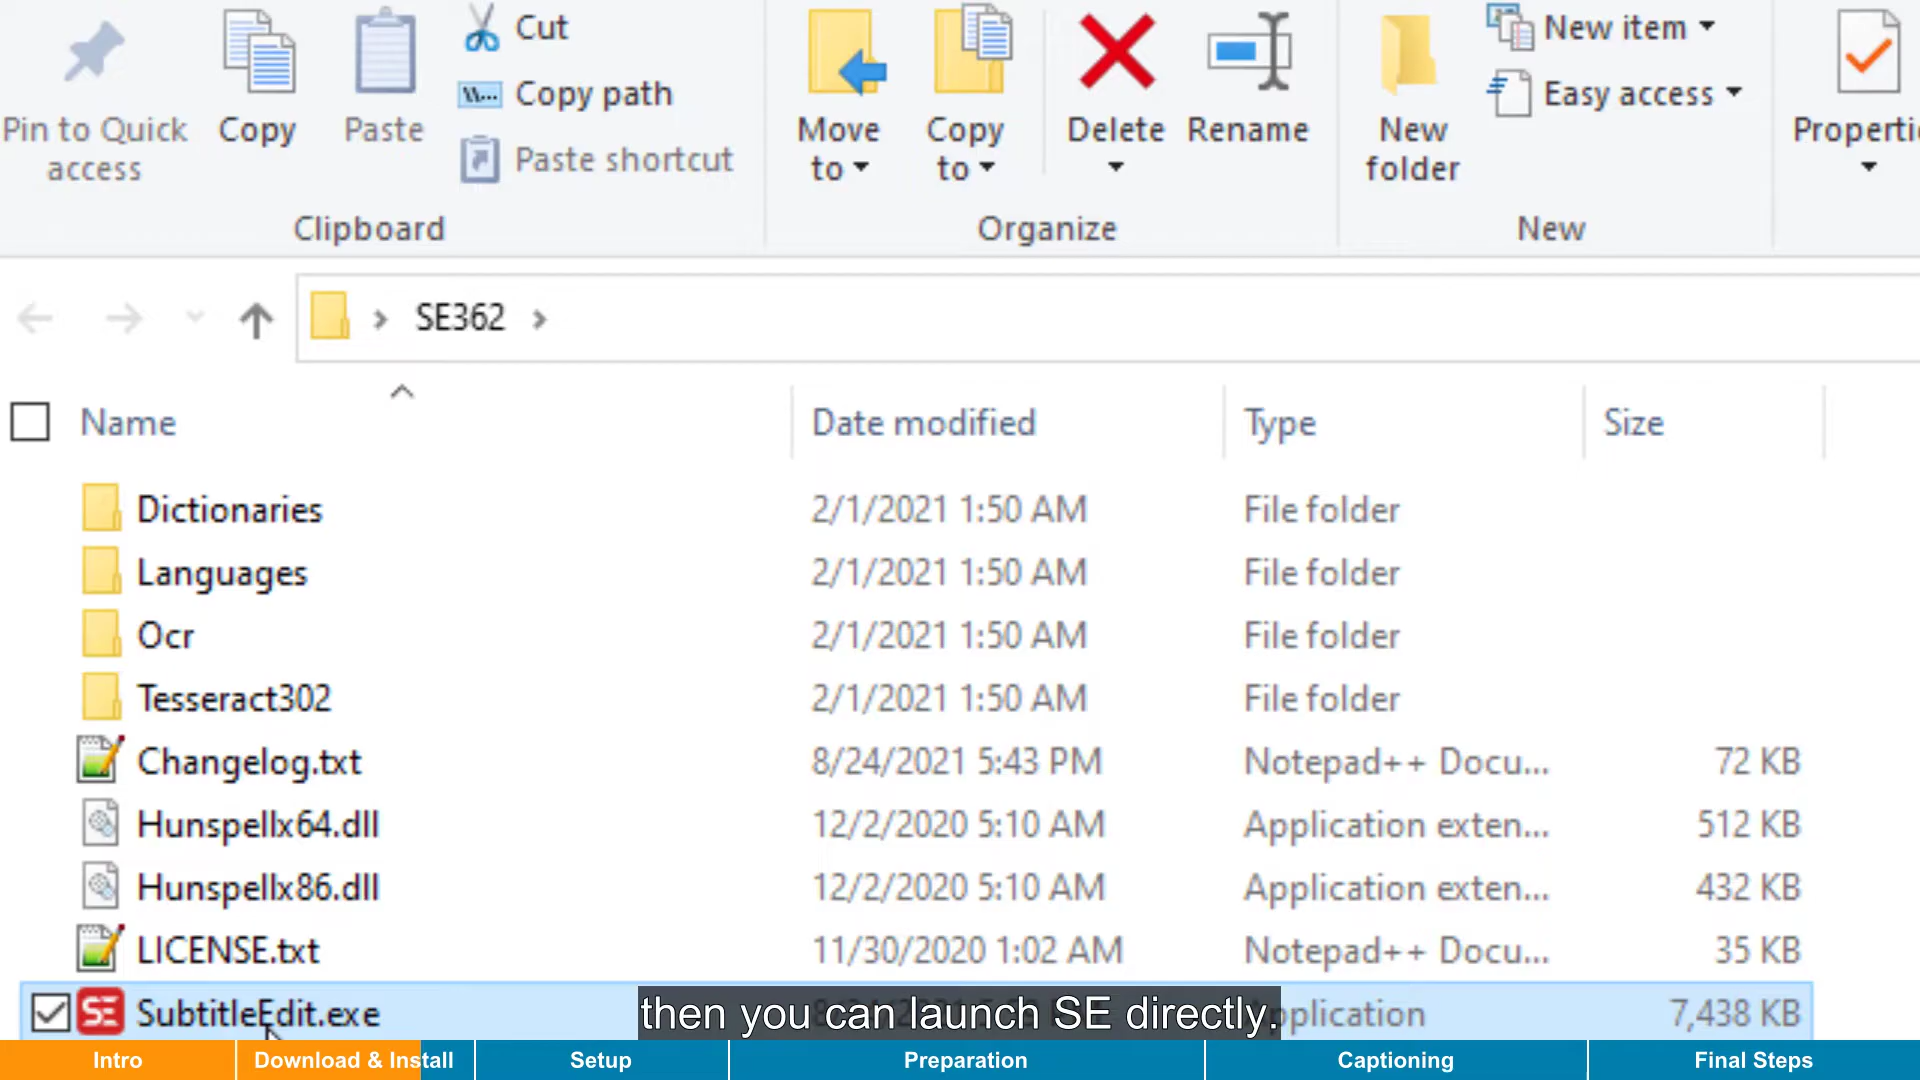 Pin to Quick access
Copy
Paste
Cut
Copy path
Paste shortcut
Clipboard
Move to
Copy to
Delete
Rename
Organize
New folder
New item
Easy access
New
Properti
SE362
Name Date modified Type Size
Dictionaries 2/1/2021 1:50 AM File folder
Languages 2/1/2021 1:50 AM File folder
Ocr 2/1/2021 1:50 AM File folder
Tesseract302 2/1/2021 1:50 AM File folder
Changelog.txt 8/24/2021 5:43 PM Notepad++ Docu... 72 KB
Hunspellx64.dll 12/2/2020 5:10 AM Application exten... 512 KB
Hunspellx86.dll 12/2/2020 5:10 AM Application exten... 432 KB
LICENSE.txt 11/30/2020 1:02 AM Notepad++ Docu... 35 KB
SE SubtitleEdit.exe pplication 7,438 KB
then you can launch SE directly.
Intro Download & Install Setup Preparation Captioning Final Steps